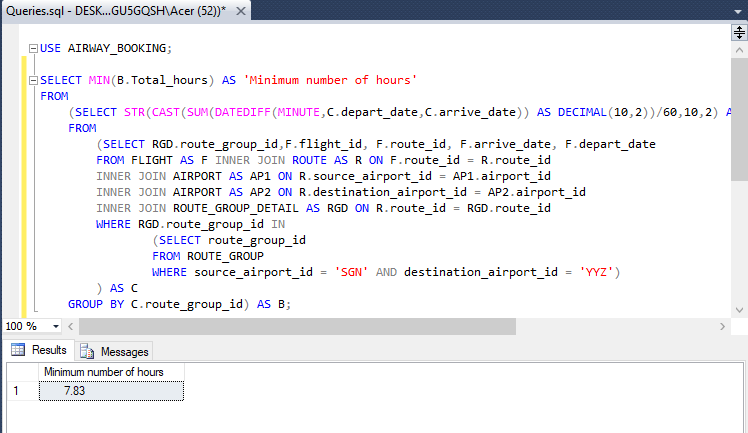 Queries.sql - DESK...GU5GQSH\Acer (52))* ×
USE AIRWAY_BOOKING;
SELECT MIN(B.Total_hours) AS 'Minimum number of hours'
FROM
(SELECT STR(CAST(SUM(DATEDIFF(MINUTE,C.depart_date,C.arrive_date)) AS DECIMAL(10,2))/60,10,2) A
FROM
(SELECT RGD.route_group_id,F.flight_id, F.route_id, F.arrive_date, F.depart_date
FROM FLIGHT AS F INNER JOIN ROUTE AS R ON F.route_id = R.route_id
INNER JOIN AIRPORT AS AP1 ON R.source_airport_id = AP1.airport_id
INNER JOIN AIRPORT AS AP2 ON R.destination_airport_id = AP2.airport_id
INNER JOIN ROUTE_GROUP_DETAIL AS RGD ON R.route_id = RGD.route_id
WHERE RGD.route_group_id IN
(SELECT route_group_id
FROM ROUTE_GROUP
WHERE source_airport_id = 'SGN' AND destination_airport_id = 'YYZ')
) AS C
GROUP BY C.route_group_id) AS B;
100 %
Results Messages
Minimum number of hours
1 7.83